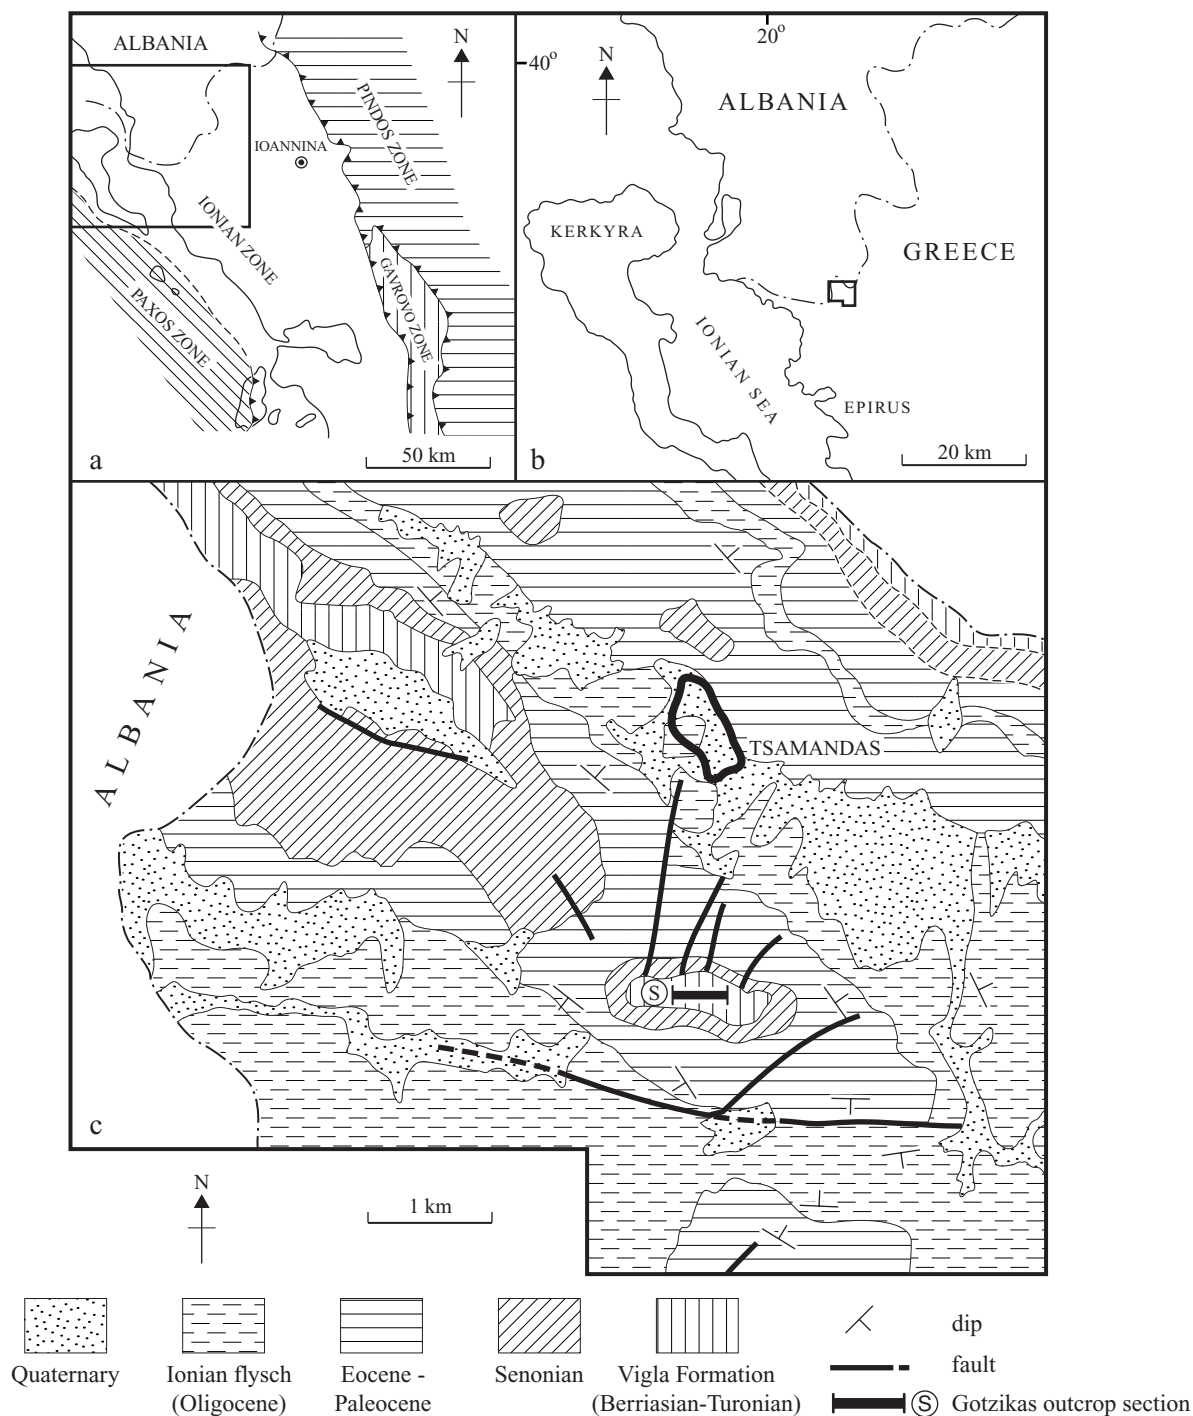 ALBANIA
N
IOANNINA
PINDOS ZONE
IONIAN ZONE
GAVROVO ZONE
PAXOS ZONE
a
50 km
20º
40º
N
ALBANIA
KERKYRA
GREECE
IONIAN SEA
EPIRUS
b
20 km
ALBANIA
TSAMANDAS
S
c
N
1 km
Quaternary
Ionian flysch
(Oligocene)
Eocene -
Paleocene
Senonian
Vigla Formation
(Berriasian-Turonian)
dip
fault
S Gotzikas outcrop section